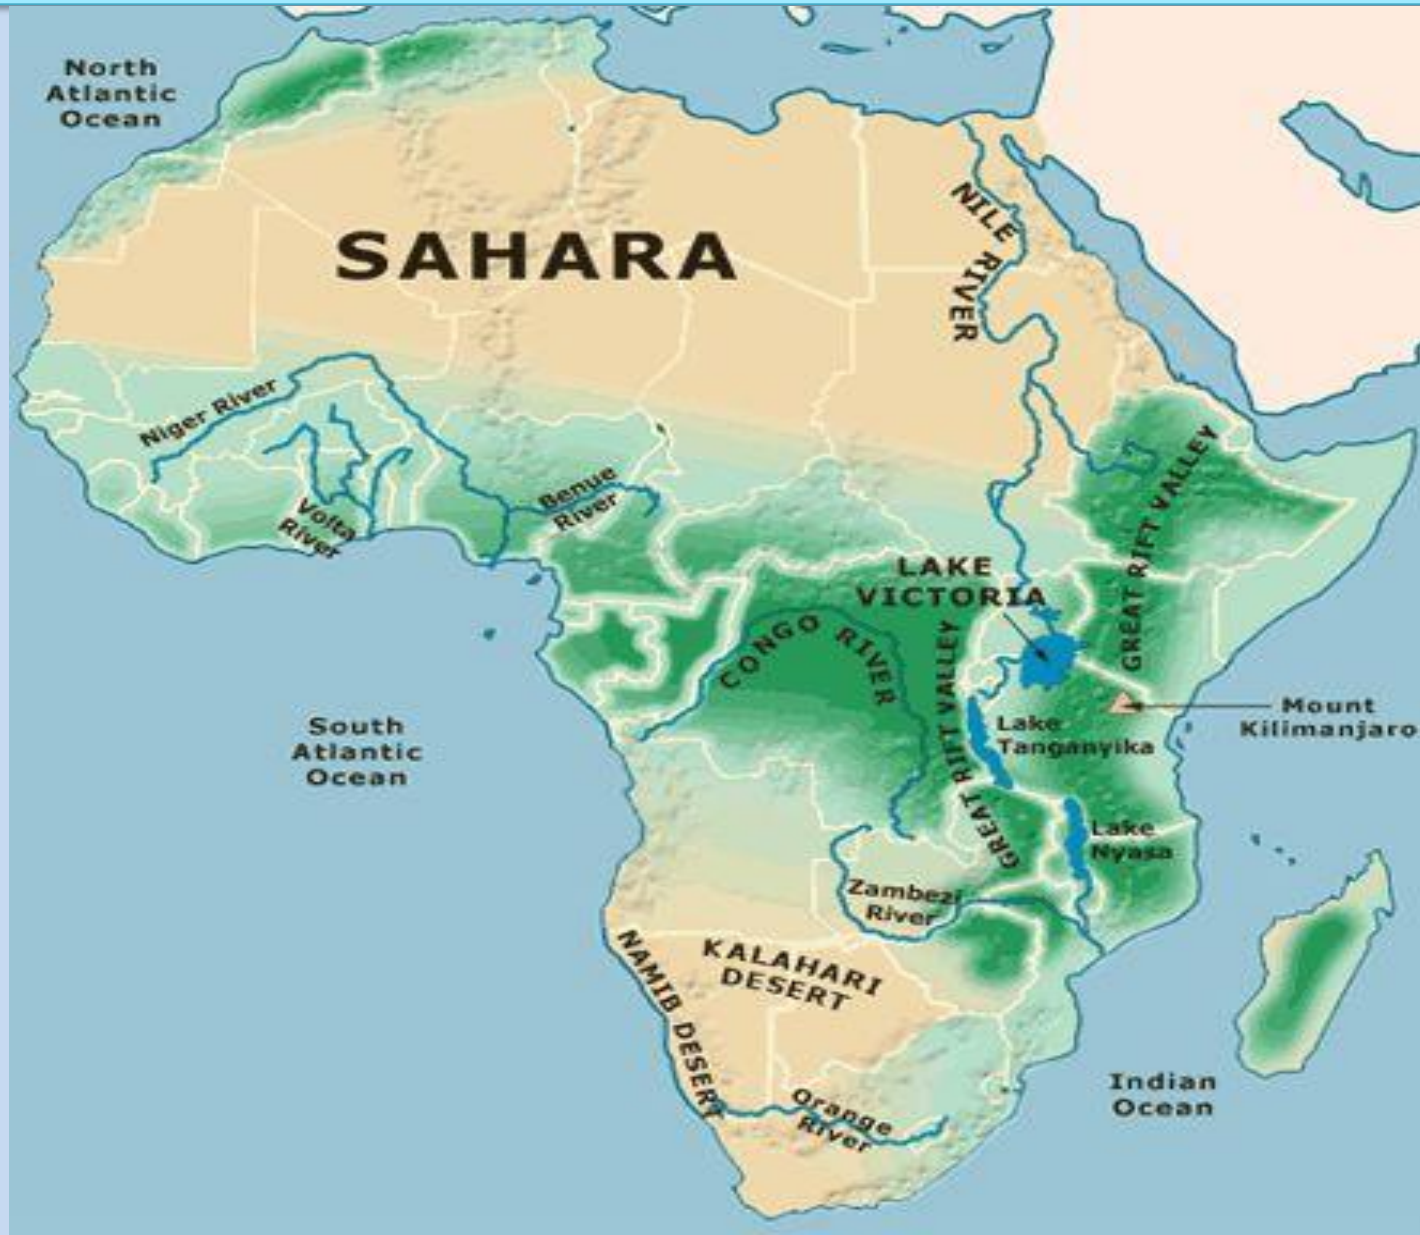 North
Atlantic
Ocean
SAHARA
NILE RIVER
Niger River
Benue
River
Volta
River
GREAT RIFT VALLEY
LAKE
VICTORIA
CONGO RIVER
GREAT RIFT VALLEY
Mount
Kilimanjaro
South
Atlantic
Ocean
Lake
Tanganyika
Lake
Nyasa
Zambezi
River
KALAHARI
DESERT
NAMIB DESERT
Orange
River
Indian
Ocean